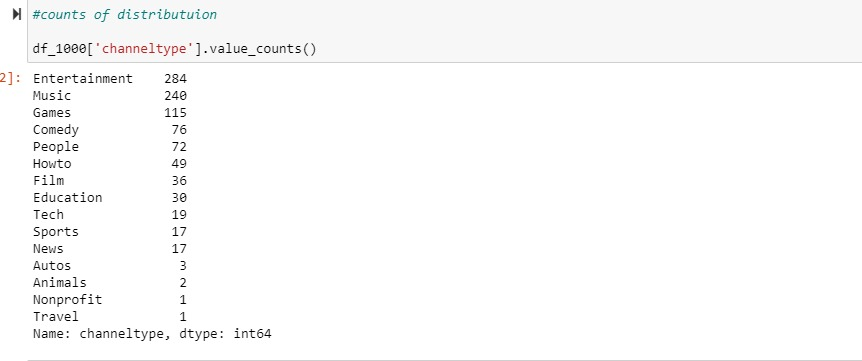 #counts of distributuion
df_1000['channeltype'].value_counts()
2]: Entertainment 284
Music 240
Games 115
Comedy 76
People 72
Howto 49
Film 36
Education 30
Tech 19
Sports 17
News 17
Autos 3
Animals 2
Nonprofit 1
Travel 1
Name: channeltype, dtype: int64